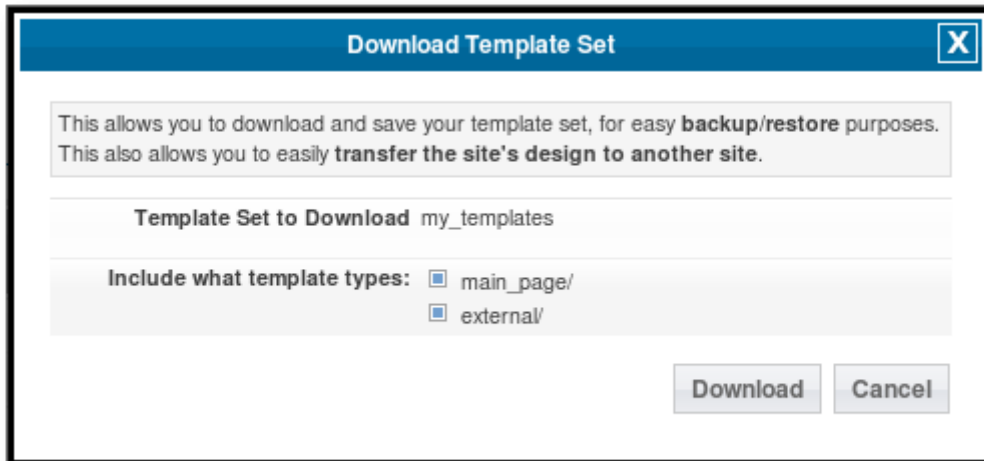 Download Template Set X
This allows you to download and save your template set, for easy backup/restore purposes.
This also allows you to easily transfer the site's design to another site.
Template Set to Download my_templates
Include what template types: main_page/
external/
Download Cancel